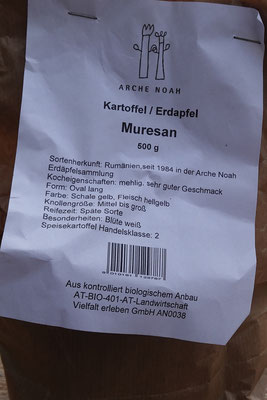 ARCHE NOAH
Kartoffel / Erdapfel
Muresan
500 g
Sortenherkunft: Rumänien,seit 1984 in der Arche Noah
Erdäpfelsammlung
Kocheigenschaften: mehlig, sehr guter Geschmack
Form: Oval lang
Farbe: Schale gelb, Fleisch hellgelb
Knollengröße: Mittel bis groß
Reifezeit: Späte Sorte
Besonderheiten: Blüte weiß
Speisekartoffel Handelsklasse: 2
Aus kontrolliert biologischem Anbau
AT-BIO-401-AT-Landwirtschaft
Vielfalt erleben GmbH AN0038